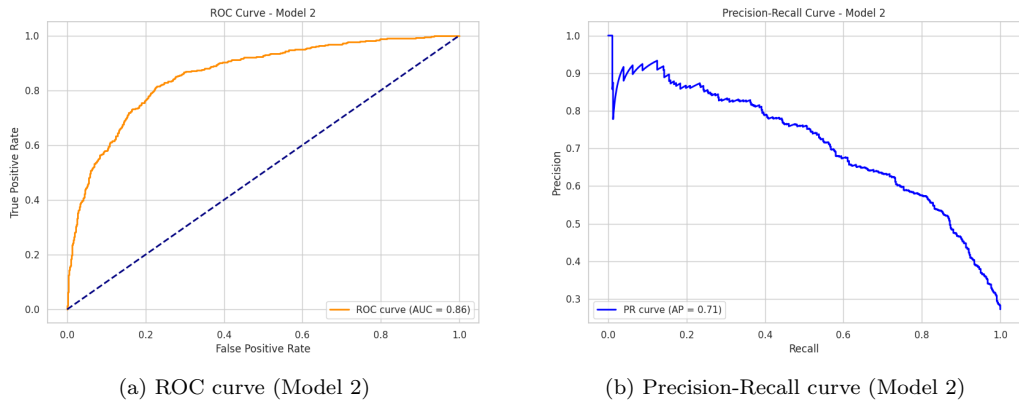 ROC Curve - Model 2
True Positive Rate
1.0
0.8
0.6
0.4
0.2
0.0
ROC curve (AUC = 0.86)
0.0 0.2 0.4 0.6 0.8 1.0
False Positive Rate
(a) ROC curve (Model 2)
Precision-Recall Curve - Model 2
Precision
1.0
0.9
0.8
0.7
0.6
0.5
0.4
0.3
PR curve (AP = 0.71)
0.0 0.2 0.4 0.6 0.8 1.0
Recall
(b) Precision-Recall curve (Model 2)